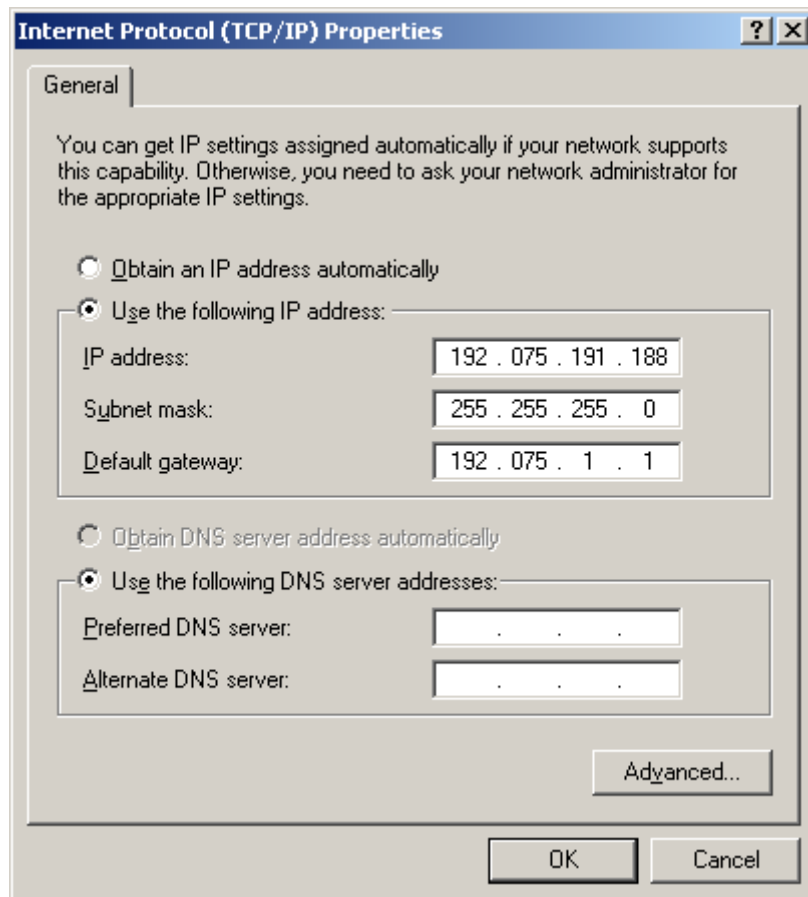 Internet Protocol (TCP/IP) Properties
General
You can get IP settings assigned automatically if your network supports
this capability. Otherwise, you need to ask your network administrator for
the appropriate IP settings.
Obtain an IP address automatically
Use the following IP address:
IP address: 192 . 075 . 191 . 188
Subnet mask: 255 . 255 . 255 . 0
Default gateway: 192 . 075 . 1 . 1
Obtain DNS server address automatically
Use the following DNS server addresses:
Preferred DNS server: . . .
Alternate DNS server: . . .
Advanced...
OK Cancel